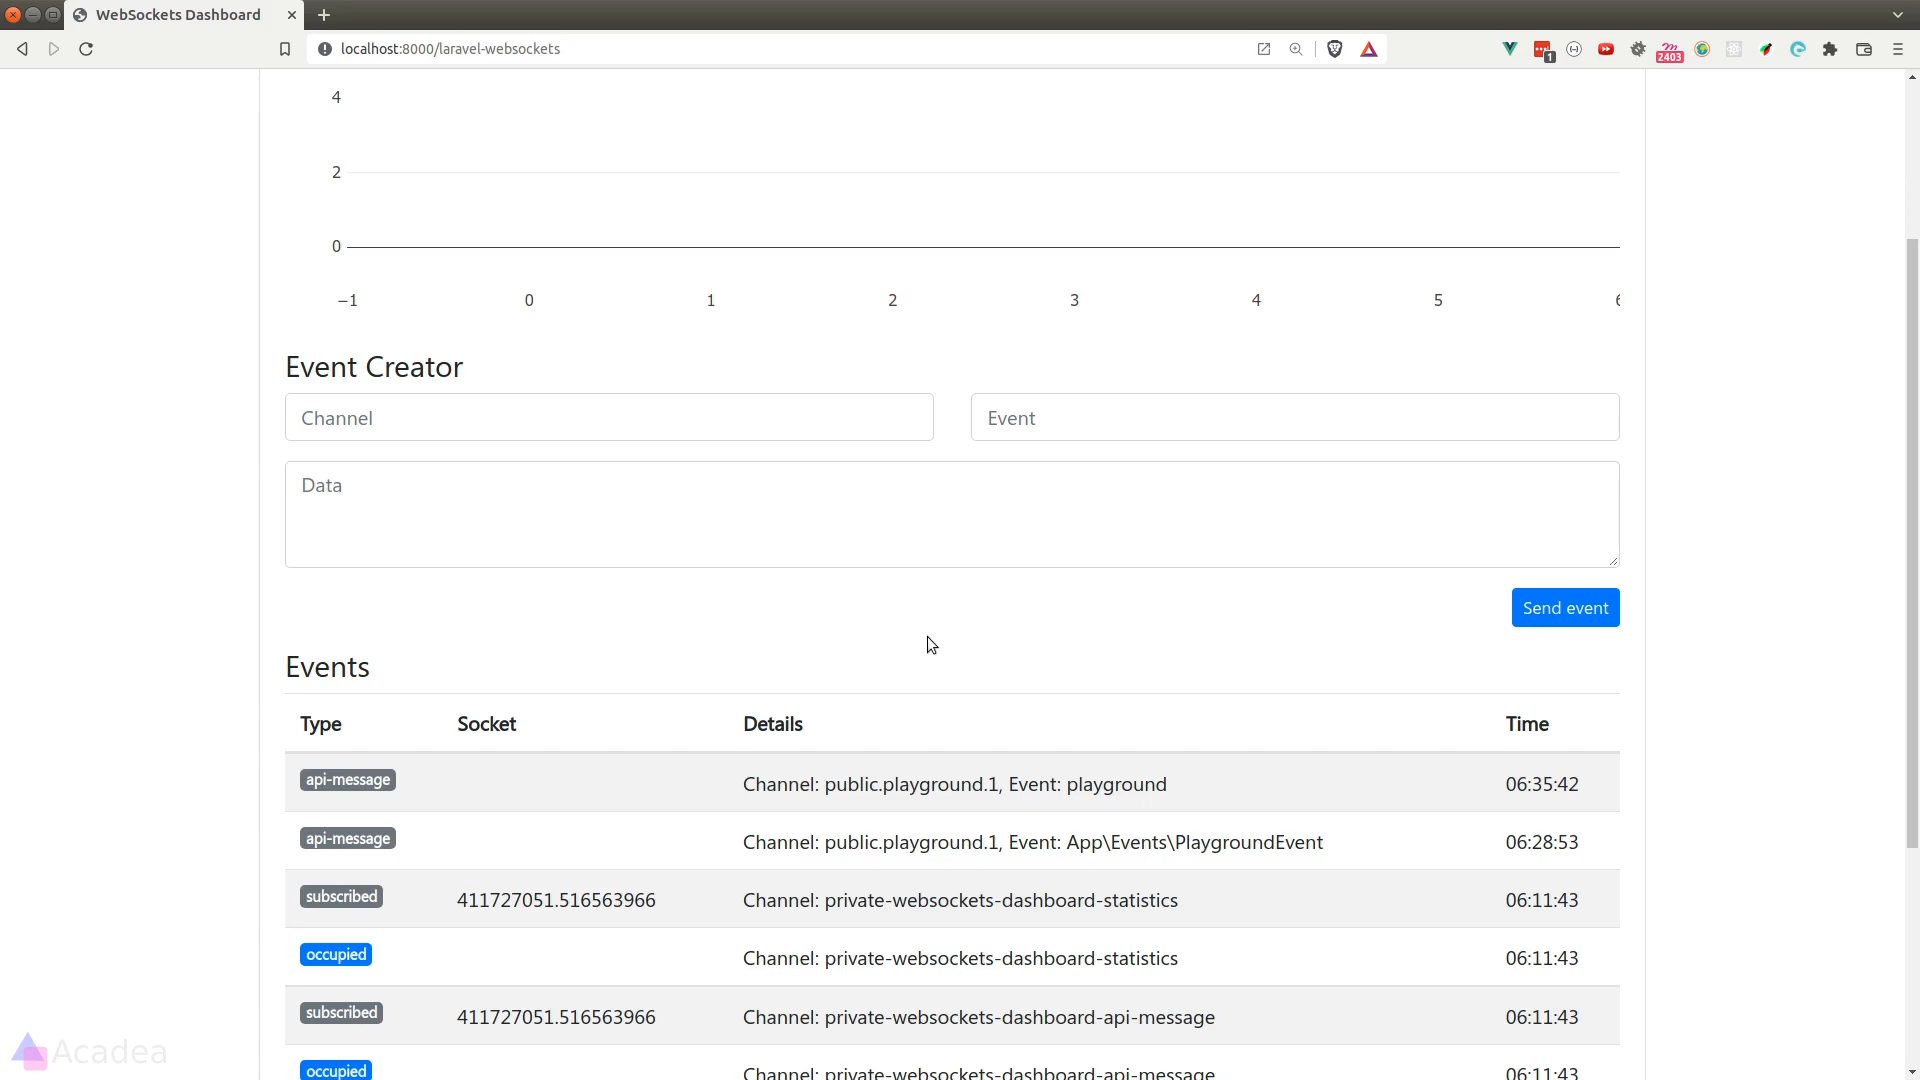 WebSockets Dashboard
localhost:8000/laravel-websockets
1
2403
4
2
0
−1 0 1 2 3 4 5 6
Event Creator
Channel Event
Data
Send event
Events
Type Socket Details Time
api-message Channel: public.playground.1, Event: playground 06:35:42
api-message Channel: public.playground.1, Event: App\Events\PlaygroundEvent 06:28:53
subscribed 411727051.516563966 Channel: private-websockets-dashboard-statistics 06:11:43
occupied Channel: private-websockets-dashboard-statistics 06:11:43
subscribed 411727051.516563966 Channel: private-websockets-dashboard-api-message 06:11:43
occupied Channel: private-websockets-dashboard-api-message 06:11:43
Acadea